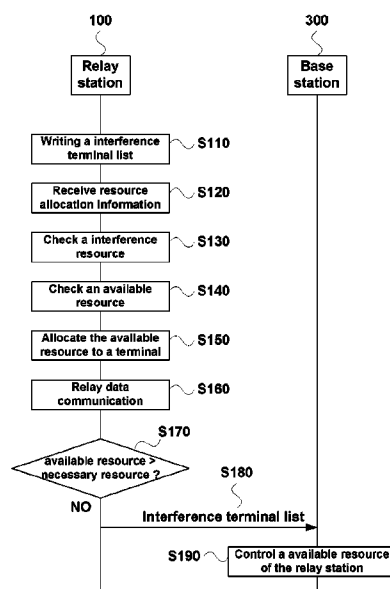 100
300
Relay
station
Base
station
Writing a interference
terminal list
S110
Receive resource
allocation information
S120
Check a interference
resource
S130
Check an available
resource
S140
Allocate the available
resource to a terminal
S150
Relay data
communication
S160
S170
available resource >
necessary resource ?
NO
S180
Interference terminal list
S190
Control a available resource
of the relay station